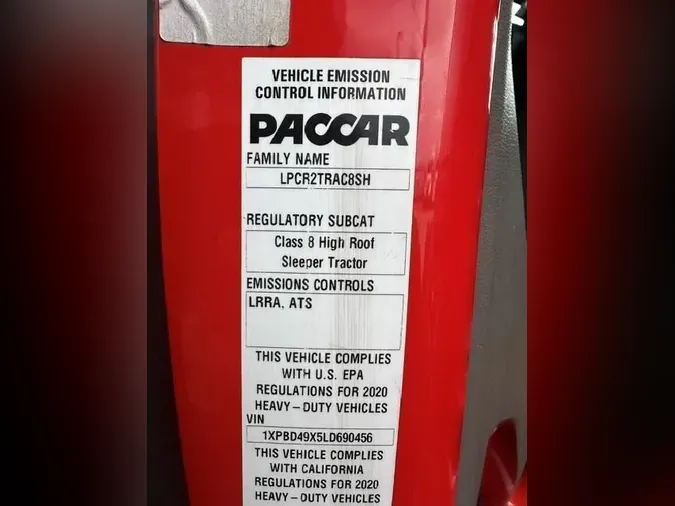 VEHICLE EMISSION
CONTROL INFORMATION
PACCAR
FAMILY NAME
LPCR2TRAC8SH
REGULATORY SUBCAT
Class 8 High Roof
Sleeper Tractor
EMISSIONS CONTROLS
LRRA, ATS
THIS VEHICLE COMPLIES
WITH U.S. EPA
REGULATIONS FOR 2020
HEAVY-DUTY VEHICLES
VIN
1XPBD49X5LD690456
THIS VEHICLE COMPLIES
WITH CALIFORNIA
REGULATIONS FOR 2020
HEAVY-DUTY VEHICLES